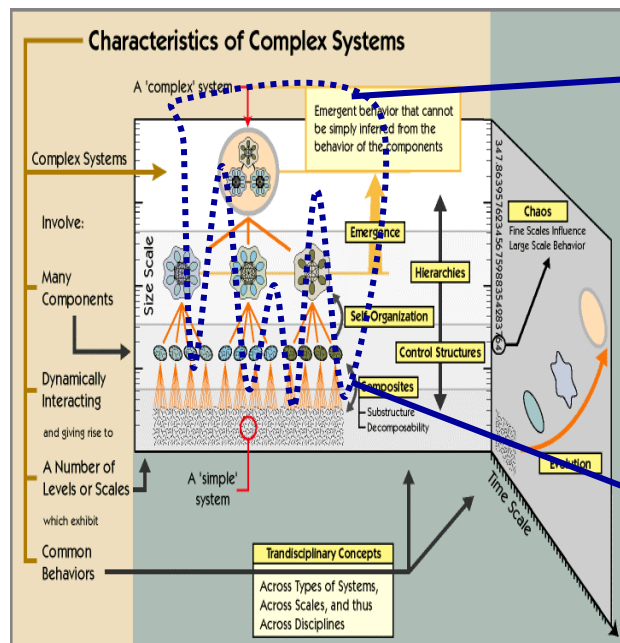 Characteristics of Complex Systems
A 'complex' system
Emergent behavior that cannot
be simply inferred from the
behavior of the components
Complex Systems
Involve:
Many
Components
Dynamically
Interacting
and giving rise to
A Number of
Levels or Scales
which exhibit
Common
Behaviors
Size Scale
Emergence
Hierarchies
Self-Organization
Control Structures
Composites
Substructure
Decomposability
A 'simple'
system
Chaos
Fine Scales Influence
Large Scale Behavior
Evolution
Time Scale
Trandisciplinary Concepts
Across Types of Systems,
Across Scales, and thus
Across Disciplines